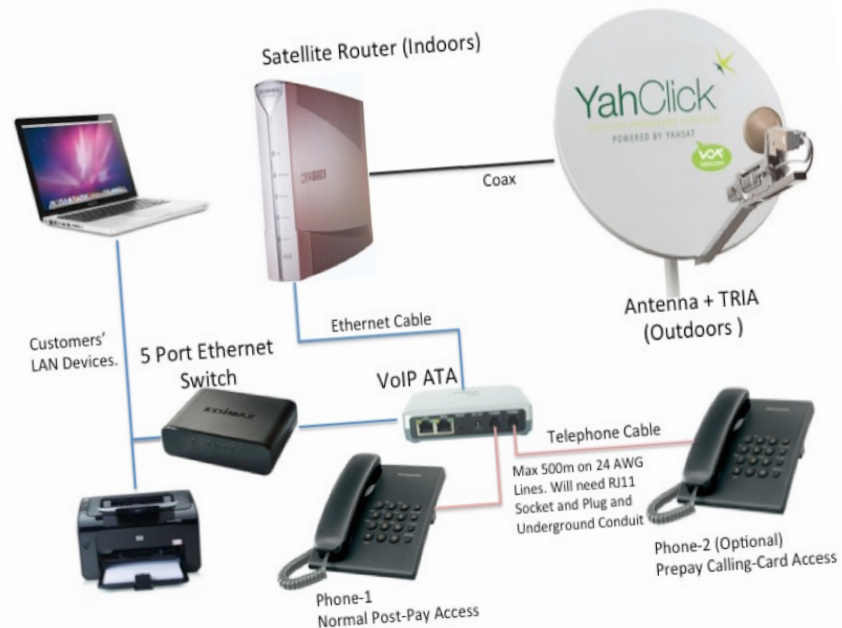 Satellite Router (Indoors)
YahClick
POWERED BY YAHSAT
VOX
telecom
Coax
Antenna + TRIA
(Outdoors )
Ethernet Cable
Customers’
LAN Devices.
5 Port Ethernet
Switch
EDIMAX
VoIP ATA
Telephone Cable
Max 500m on 24 AWG
Lines. Will need RJ11
Socket and Plug and
Underground Conduit
Phone-1
Normal Post-Pay Access
Phone-2 (Optional)
Prepay Calling-Card Access